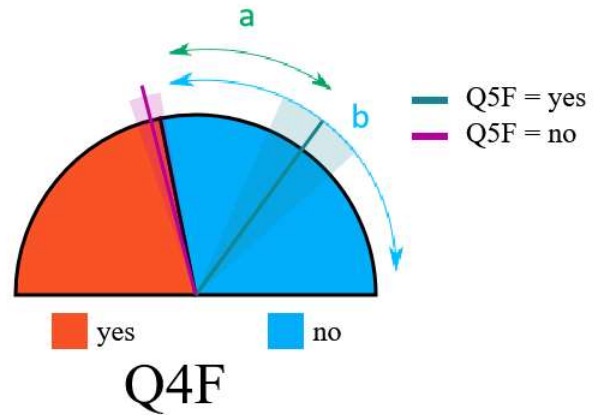 a
b
Q5F = yes
Q5F = no
yes
no
Q4F